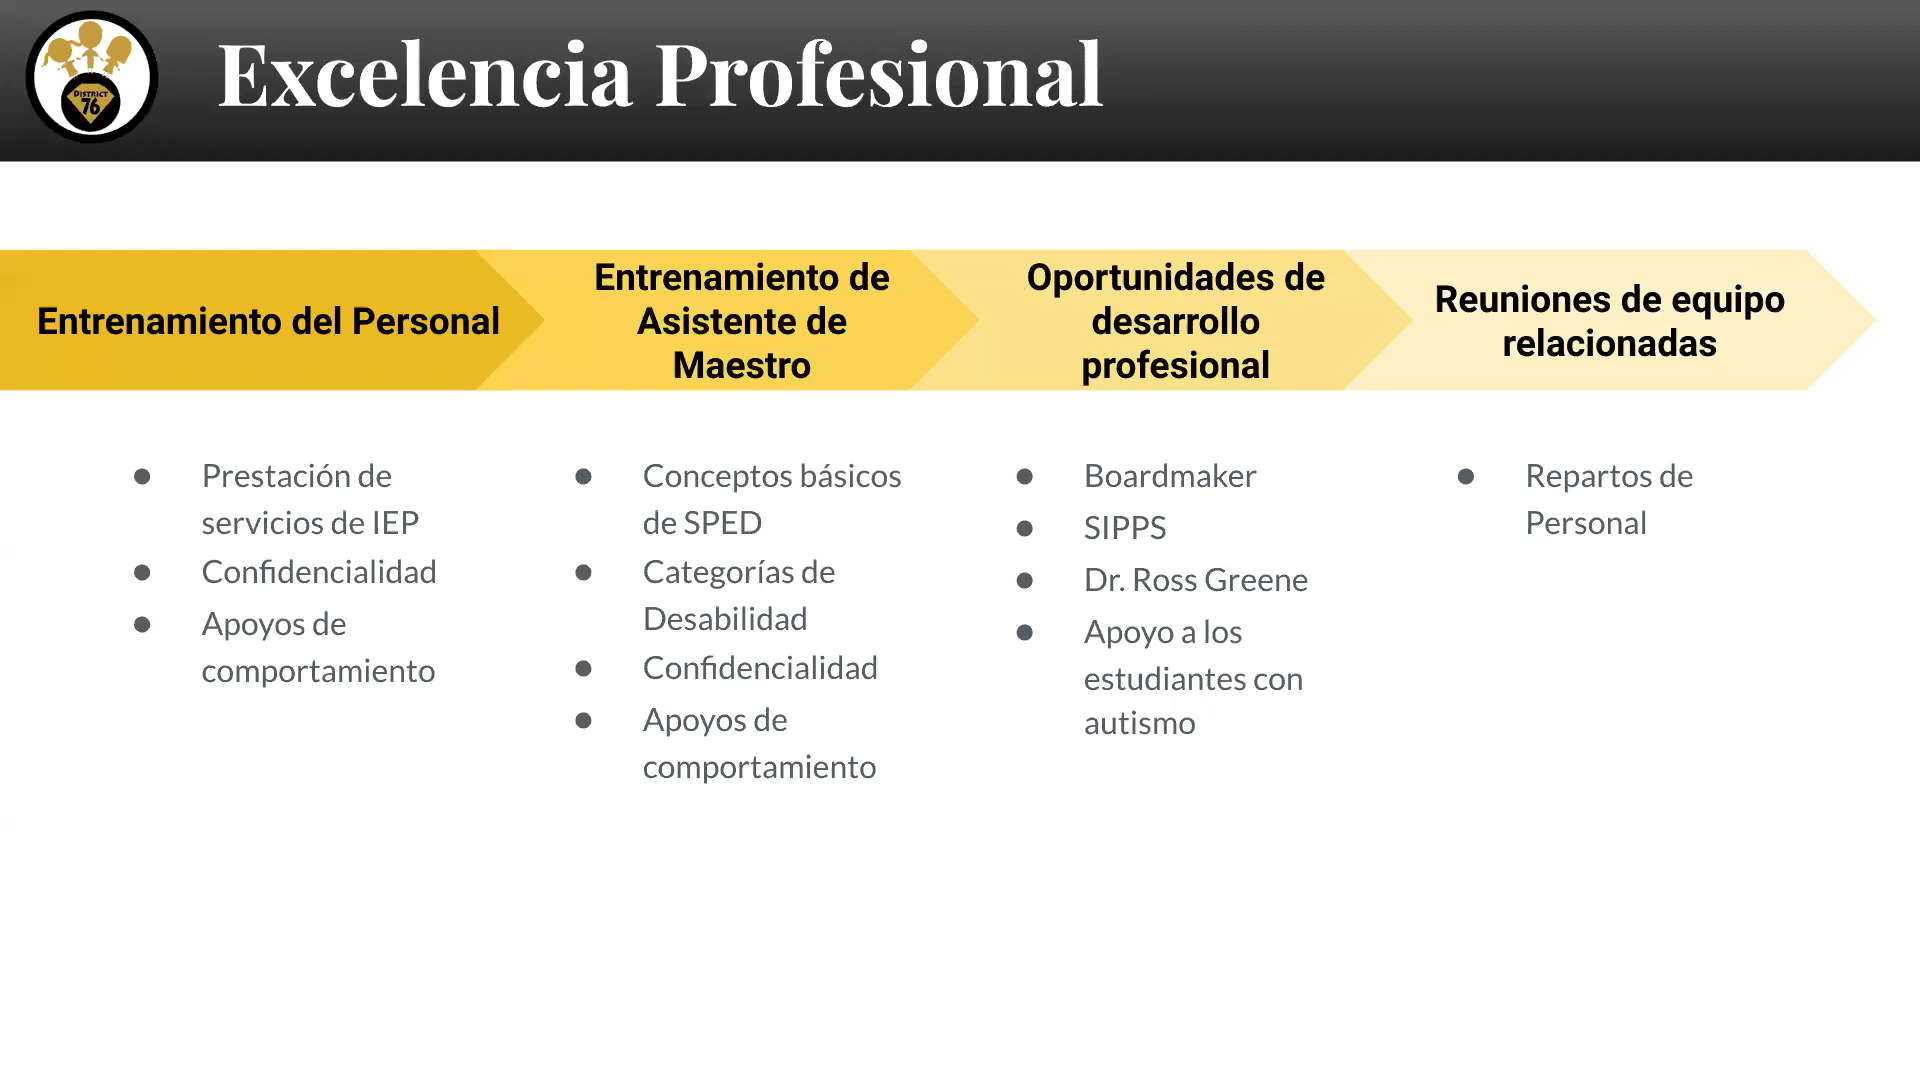 DISTRICT
76
Excelencia Profesional
Entrenamiento del Personal
Entrenamiento de
Asistente de
Maestro
Oportunidades de
desarrollo
profesional
Reuniones de equipo
relacionadas
● Prestación de
servicios de IEP
● Confidencialidad
● Apoyos de
comportamiento
● Conceptos básicos
de SPED
● Categorías de
Desabilidad
● Confidencialidad
● Apoyos de
comportamiento
● Boardmaker
● SIPPS
● Dr. Ross Greene
● Apoyo a los
estudiantes con
autismo
● Repartos de
Personal